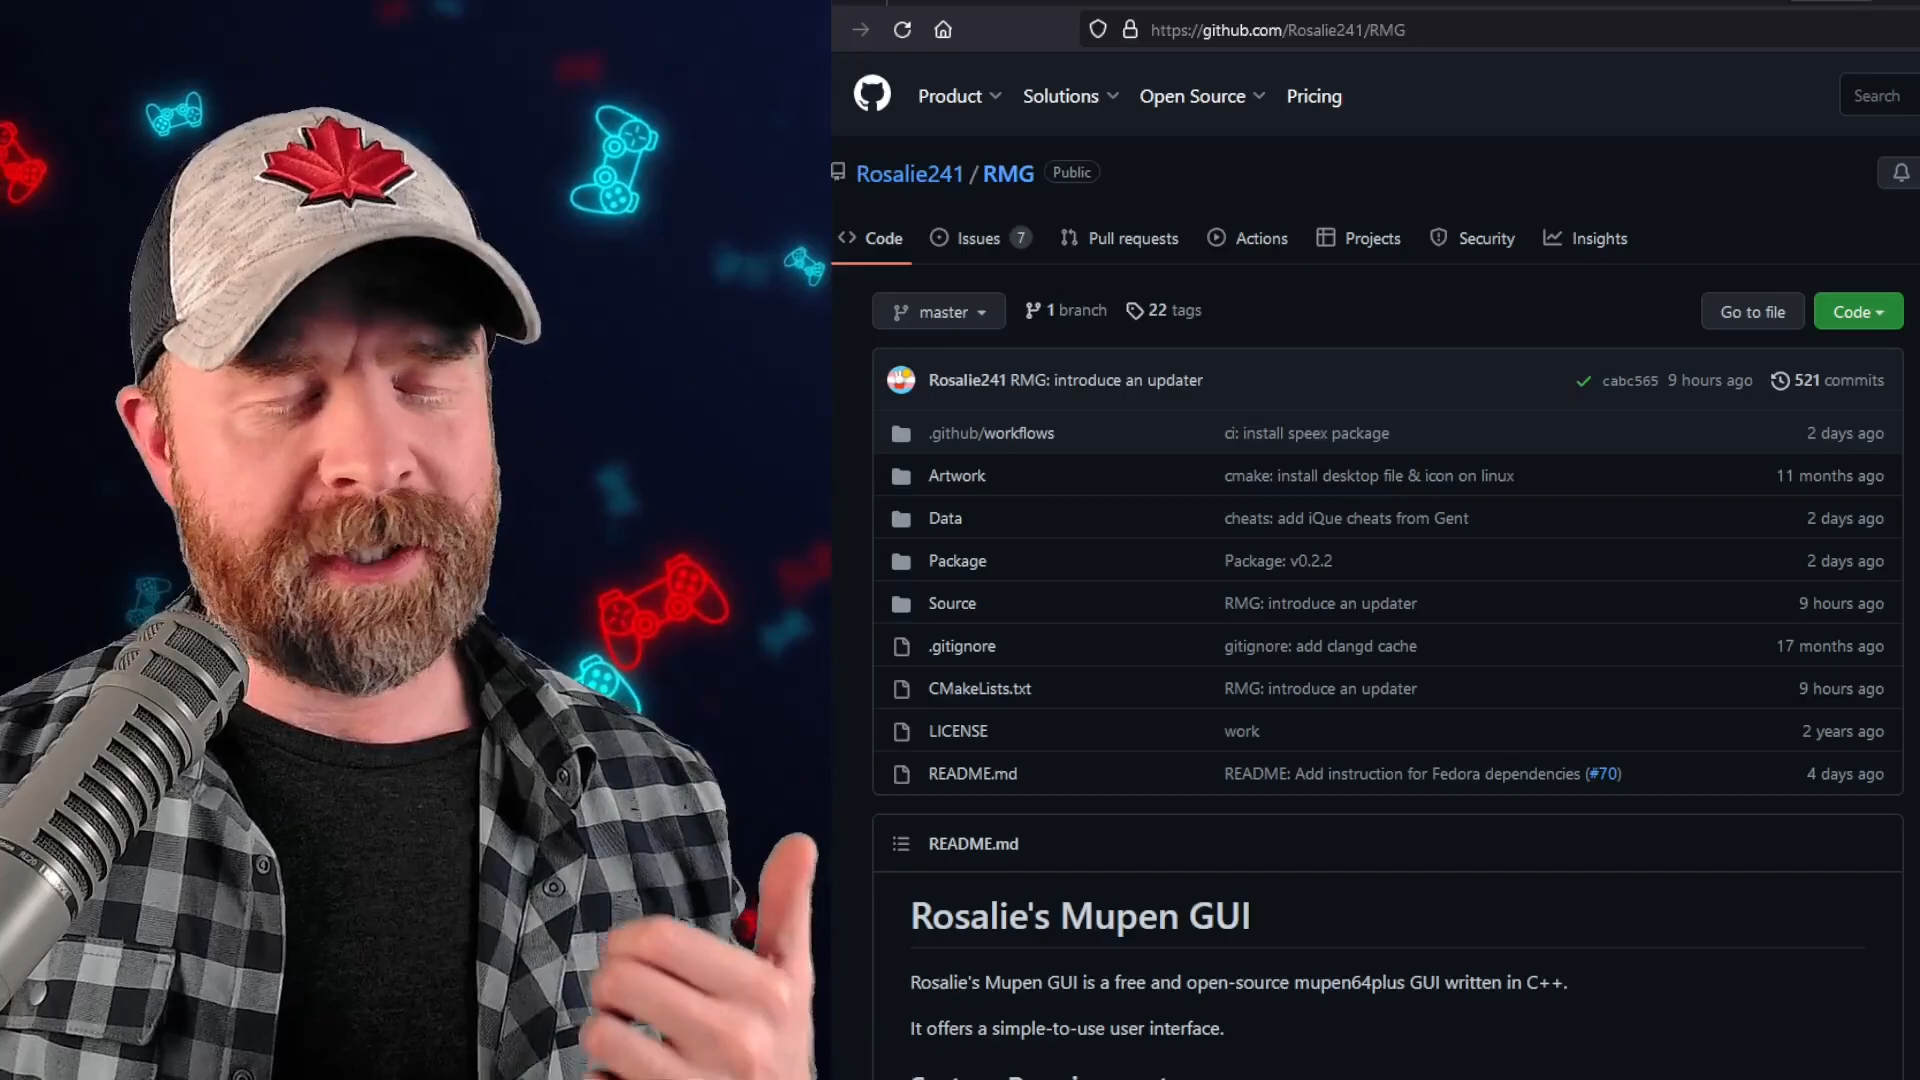 https://github.com/Rosalie241/RMG
Product Solutions Open Source Pricing
Search
Rosalie241 / RMG Public
Code Issues 7 Pull requests Actions Projects Security Insights
master 1 branch 22 tags Go to file Code
Rosalie241 RMG: introduce an updater cabc565 9 hours ago 521 commits
.github/workflows ci: install speex package 2 days ago
Artwork cmake: install desktop file & icon on linux 11 months ago
Data cheats: add iQue cheats from Gent 2 days ago
Package Package: v0.2.2 2 days ago
Source RMG: introduce an updater 9 hours ago
.gitignore gitignore: add clangd cache 17 months ago
CMakeLists.txt RMG: introduce an updater 9 hours ago
LICENSE work 2 years ago
README.md README: Add instruction for Fedora dependencies (#70) 4 days ago
README.md
Rosalie's Mupen GUI
Rosalie's Mupen GUI is a free and open-source mupen64plus GUI written in C++.
It offers a simple-to-use user interface.
RE20